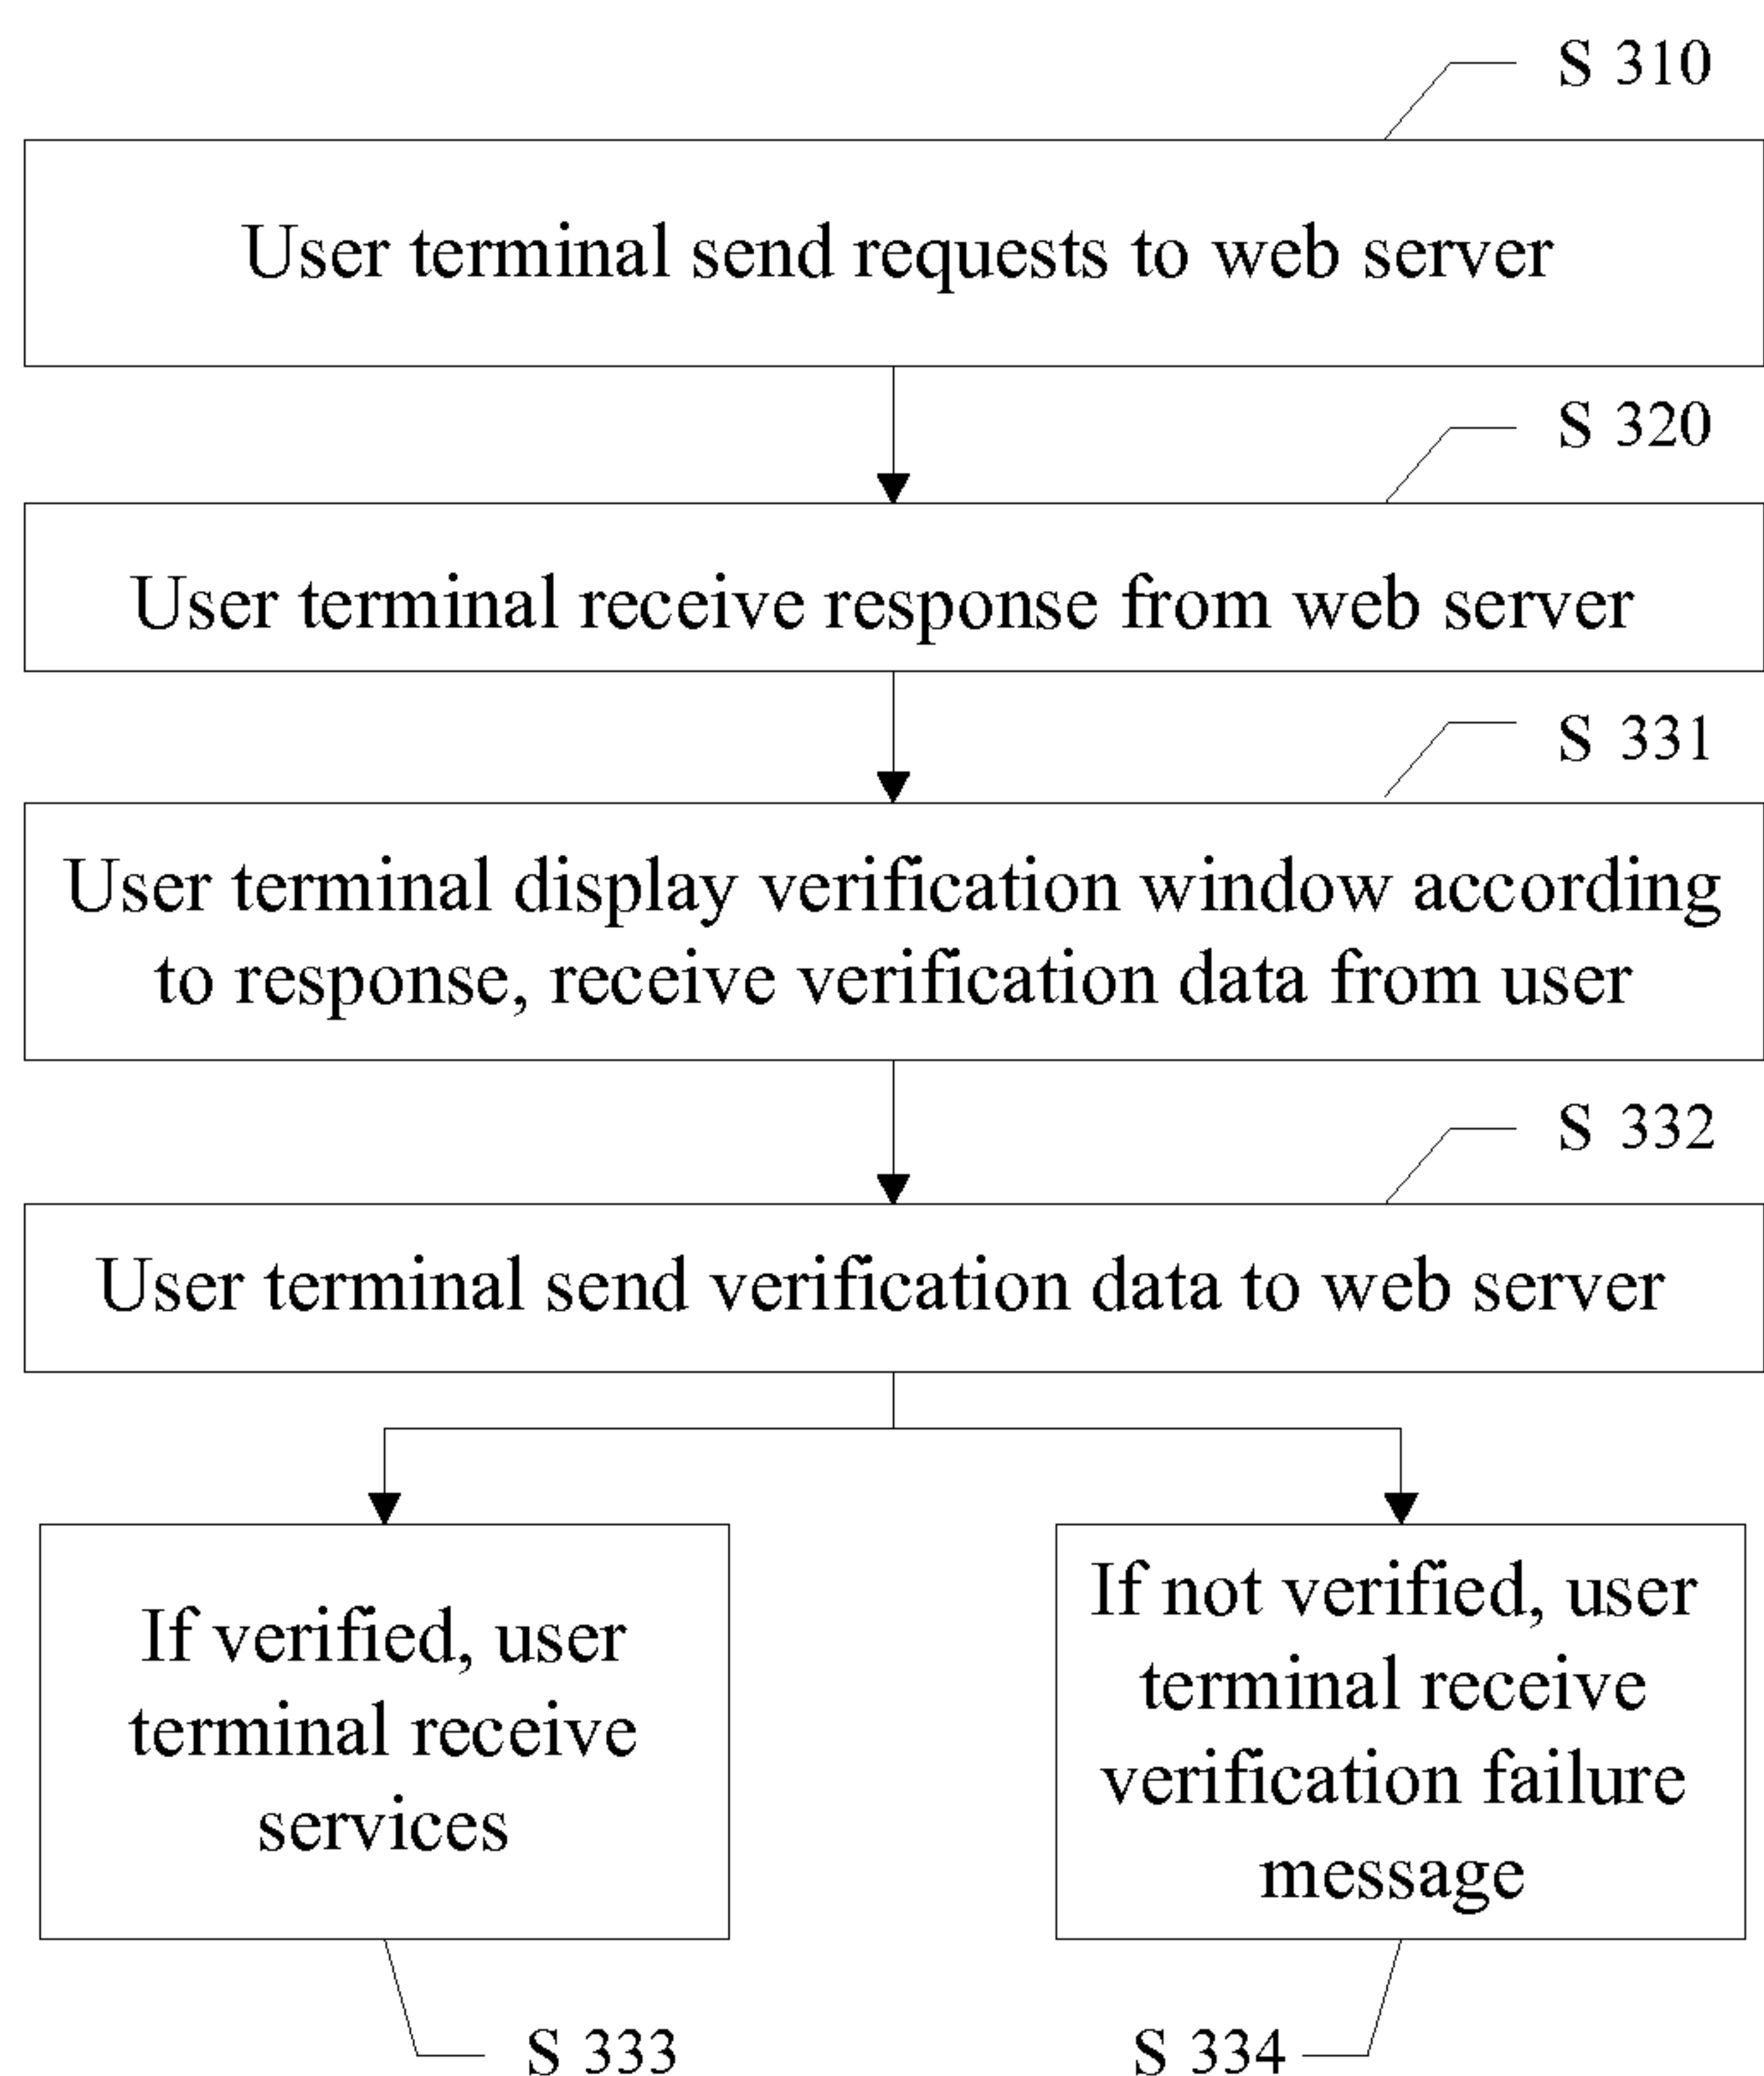 S 310
User terminal send requests to web server
S 320
User terminal receive response from web server
S 331
User terminal display verification window according
to response, receive verification data from user
S 332
User terminal send verification data to web server
If verified, user
terminal receive
services
If not verified, user
terminal receive
verification failure
message
S 333
S 334